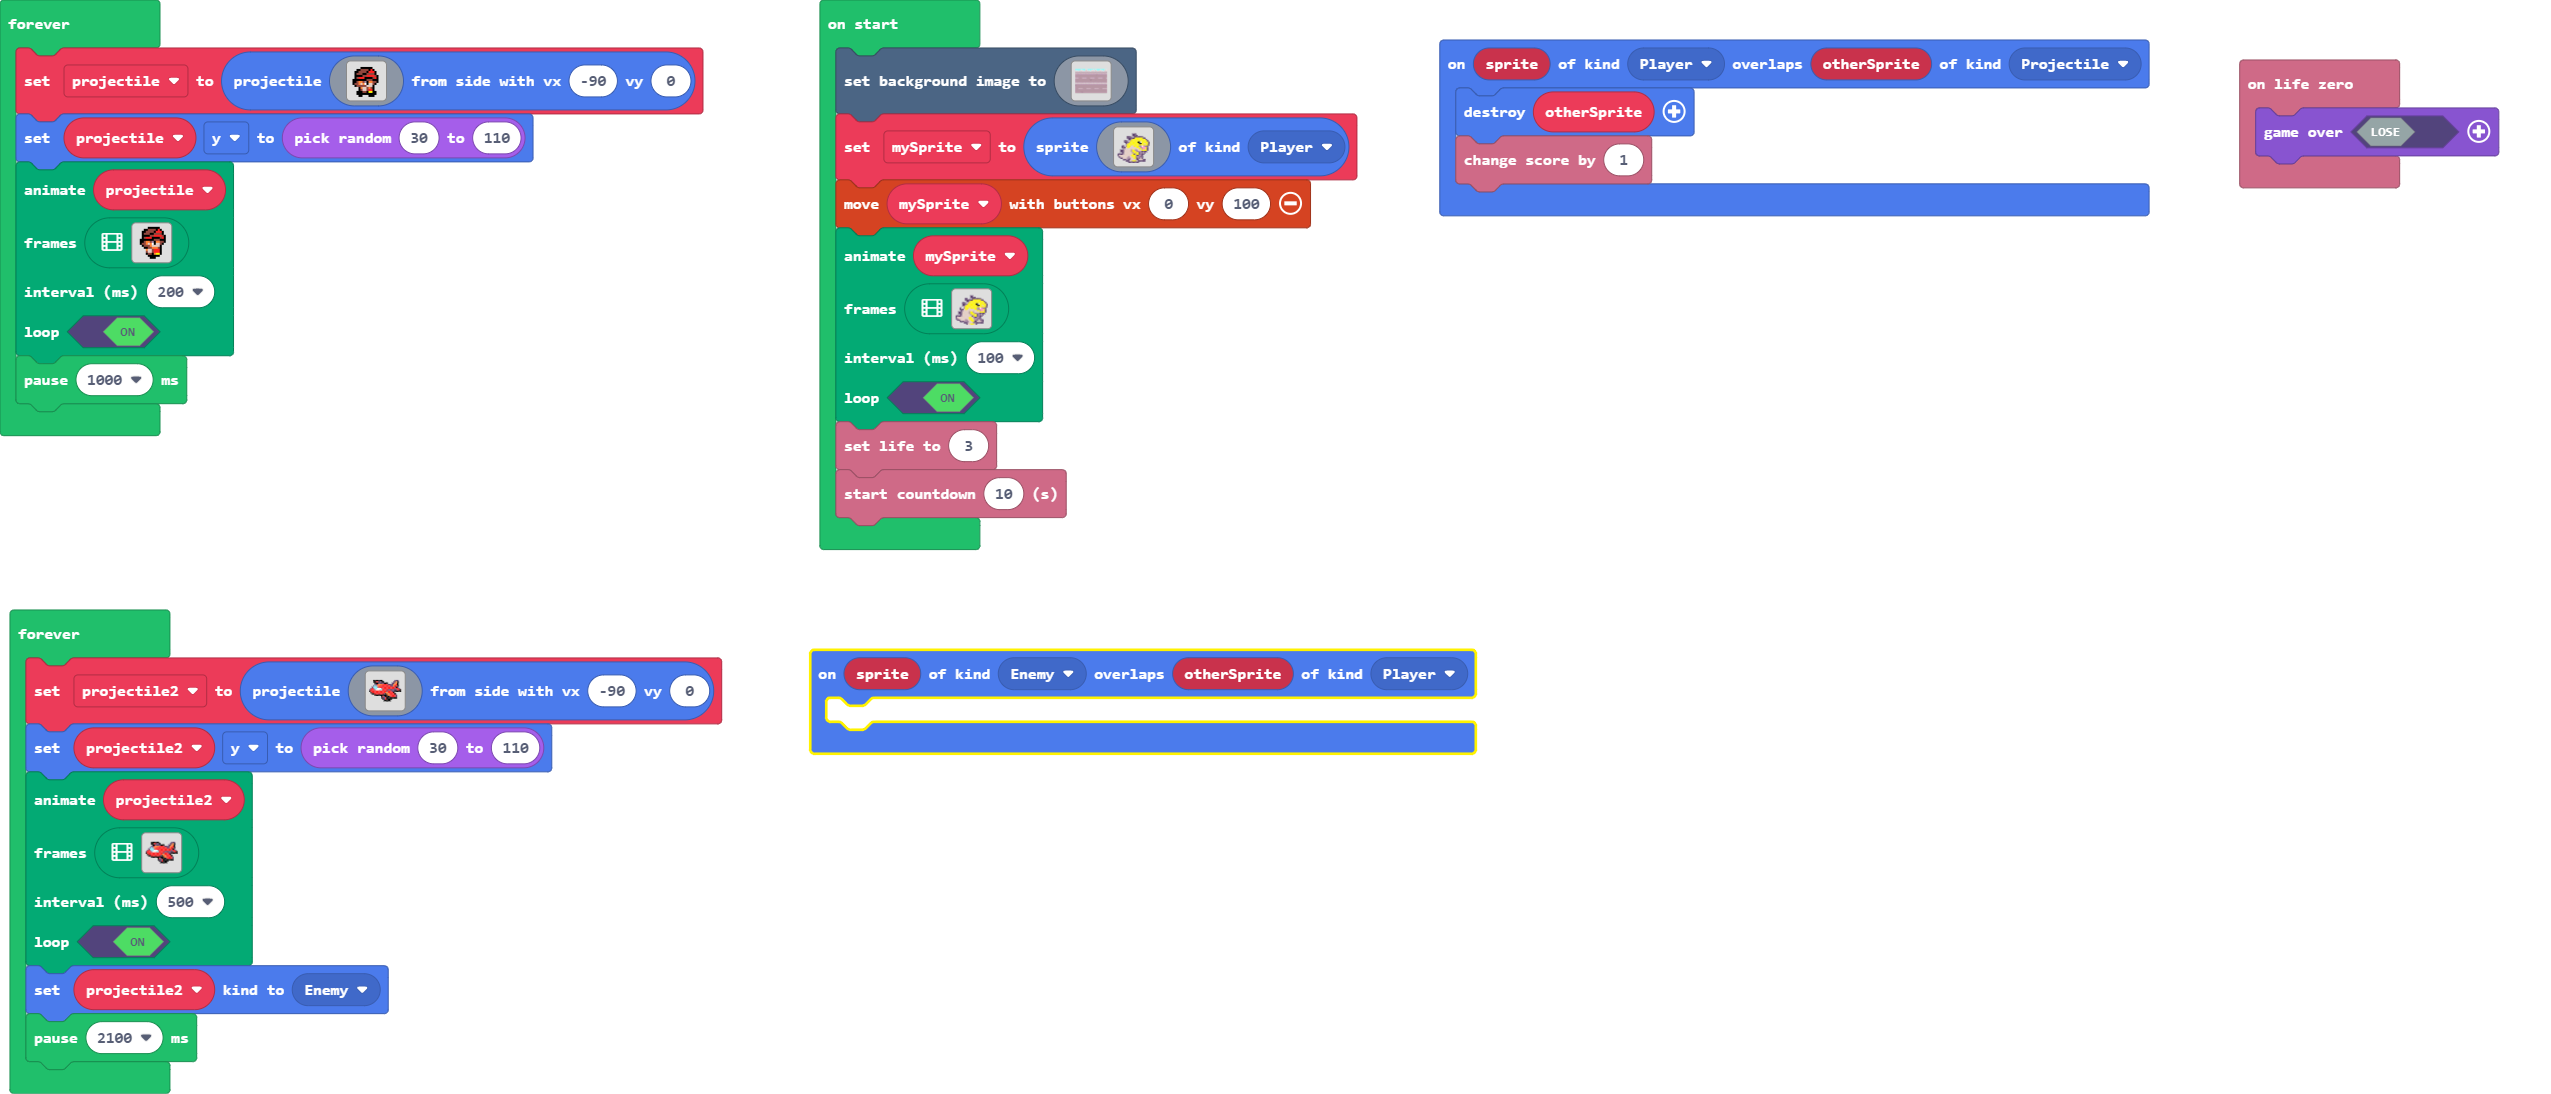 forever
set projectile to projectile from side with vx -90 vy 0
set projectile y to pick random 30 to 110
animate projectile
frames
interval (ms) 200
loop ON
pause 1000 ms
on start
set background image to
set mySprite to sprite of kind Player
move mySprite with buttons vx 0 vy 100
animate mySprite
frames
interval (ms) 100
loop ON
set life to 3
start countdown 10 (s)
on sprite of kind Player overlaps otherSprite of kind Projectile
destroy otherSprite
change score by 1
on life zero
game over LOSE
forever
set projectile2 to projectile from side with vx -90 vy 0
set projectile2 y to pick random 30 to 110
animate projectile2
frames
interval (ms) 500
loop ON
set projectile2 kind to Enemy
pause 2100 ms
on sprite of kind Enemy overlaps otherSprite of kind Player